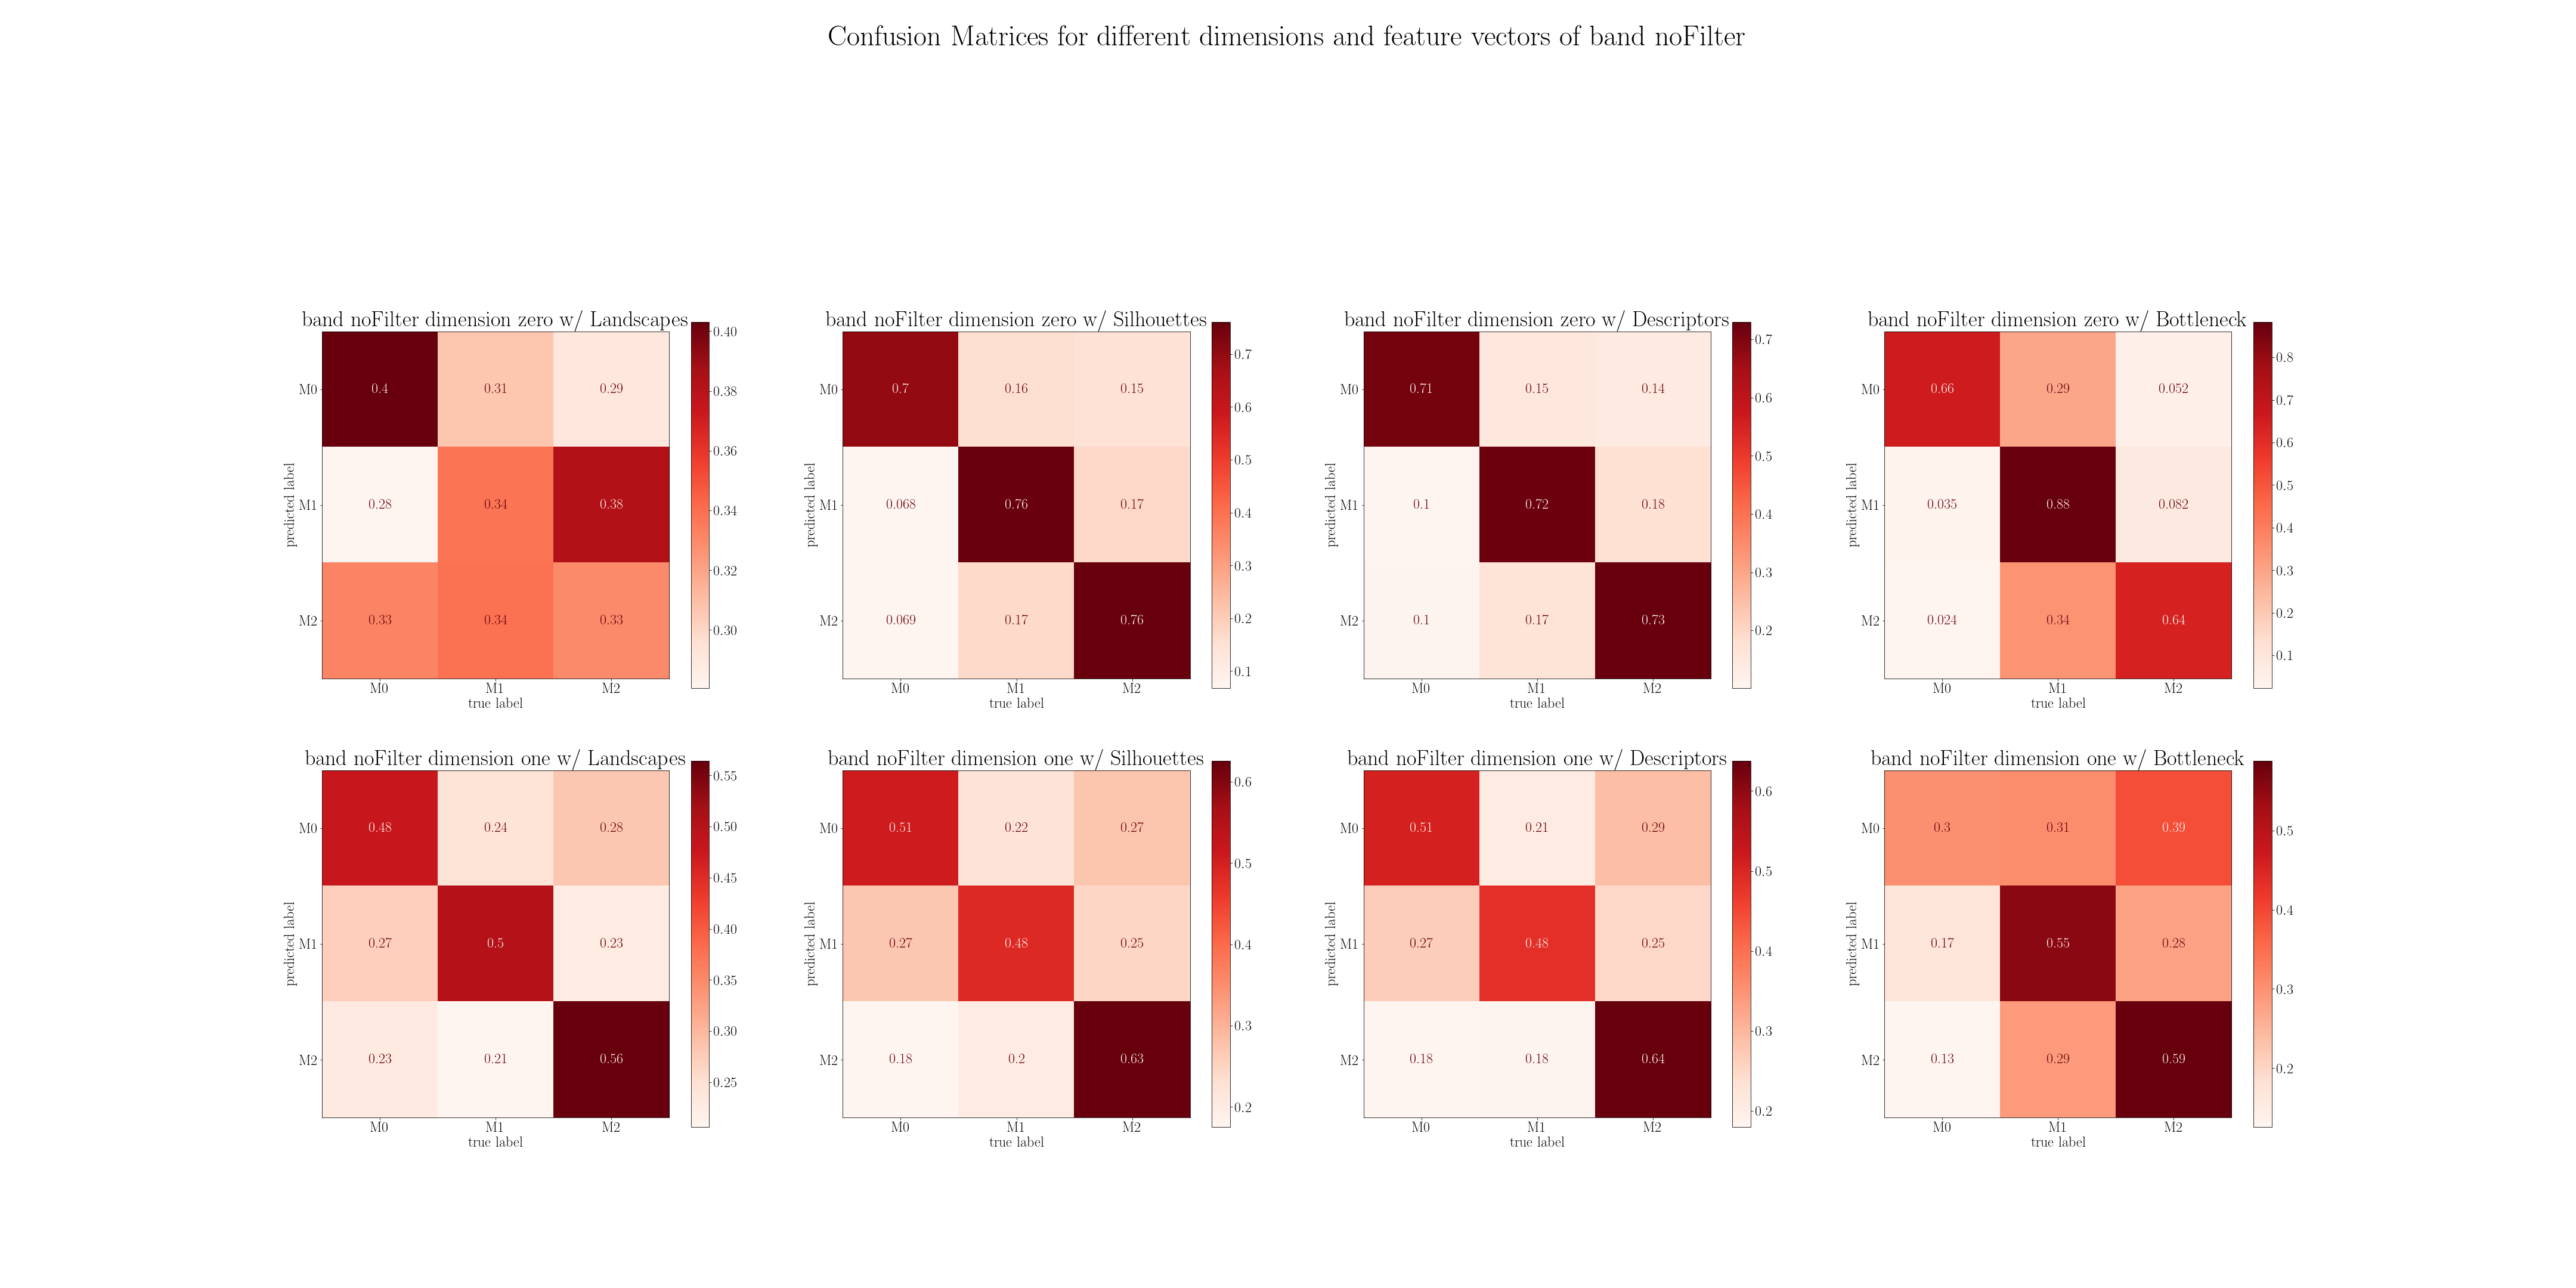 Confusion Matrices for different dimensions and feature vectors of band noFilter
band noFilter dimension zero w/ Landscapes
predicted label
M0 0.4 0.31 0.29
M1 0.28 0.34 0.38
M2 0.33 0.34 0.33
M0 M1 M2
true label
0.40
0.38
0.36
0.34
0.32
0.30
band noFilter dimension zero w/ Silhouettes
predicted label
M0 0.7 0.16 0.15
M1 0.068 0.76 0.17
M2 0.069 0.17 0.76
M0 M1 M2
true label
0.7
0.6
0.5
0.4
0.3
0.2
0.1
band noFilter dimension zero w/ Descriptors
predicted label
M0 0.71 0.15 0.14
M1 0.1 0.72 0.18
M2 0.1 0.17 0.73
M0 M1 M2
true label
0.7
0.6
0.5
0.4
0.3
0.2
band noFilter dimension zero w/ Bottleneck
predicted label
M0 0.66 0.29 0.052
M1 0.035 0.88 0.082
M2 0.024 0.34 0.64
M0 M1 M2
true label
0.8
0.7
0.6
0.5
0.4
0.3
0.2
0.1
band noFilter dimension one w/ Landscapes
predicted label
M0 0.48 0.24 0.28
M1 0.27 0.5 0.23
M2 0.23 0.21 0.56
M0 M1 M2
true label
0.55
0.50
0.45
0.40
0.35
0.30
0.25
band noFilter dimension one w/ Silhouettes
predicted label
M0 0.51 0.22 0.27
M1 0.27 0.48 0.25
M2 0.18 0.2 0.63
M0 M1 M2
true label
0.6
0.5
0.4
0.3
0.2
band noFilter dimension one w/ Descriptors
predicted label
M0 0.51 0.21 0.29
M1 0.27 0.48 0.25
M2 0.18 0.18 0.64
M0 M1 M2
true label
0.6
0.5
0.4
0.3
0.2
band noFilter dimension one w/ Bottleneck
predicted label
M0 0.3 0.31 0.39
M1 0.17 0.55 0.28
M2 0.13 0.29 0.59
M0 M1 M2
true label
0.5
0.4
0.3
0.2